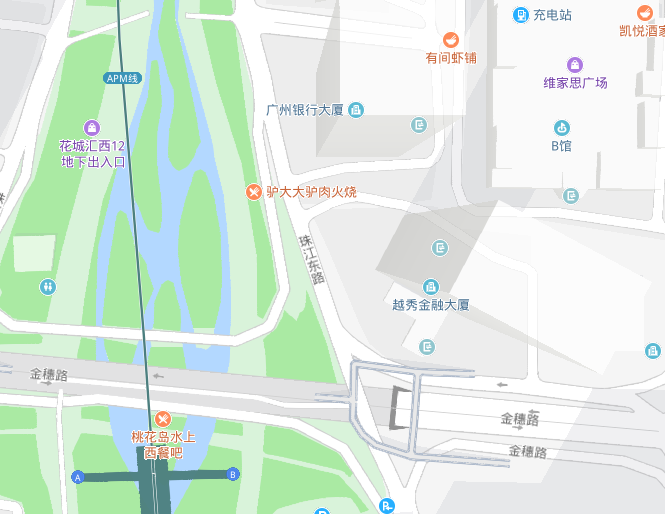 充电站
凯悦酒家
有间虾铺
APM线
维家思广场
广州银行大厦
花城汇西12
地下出入口
B馆
驴大大驴肉火烧
珠江东路
越秀金融大厦
金穗路
金穗路
桃花岛水上
西餐吧
金穗路
A
B